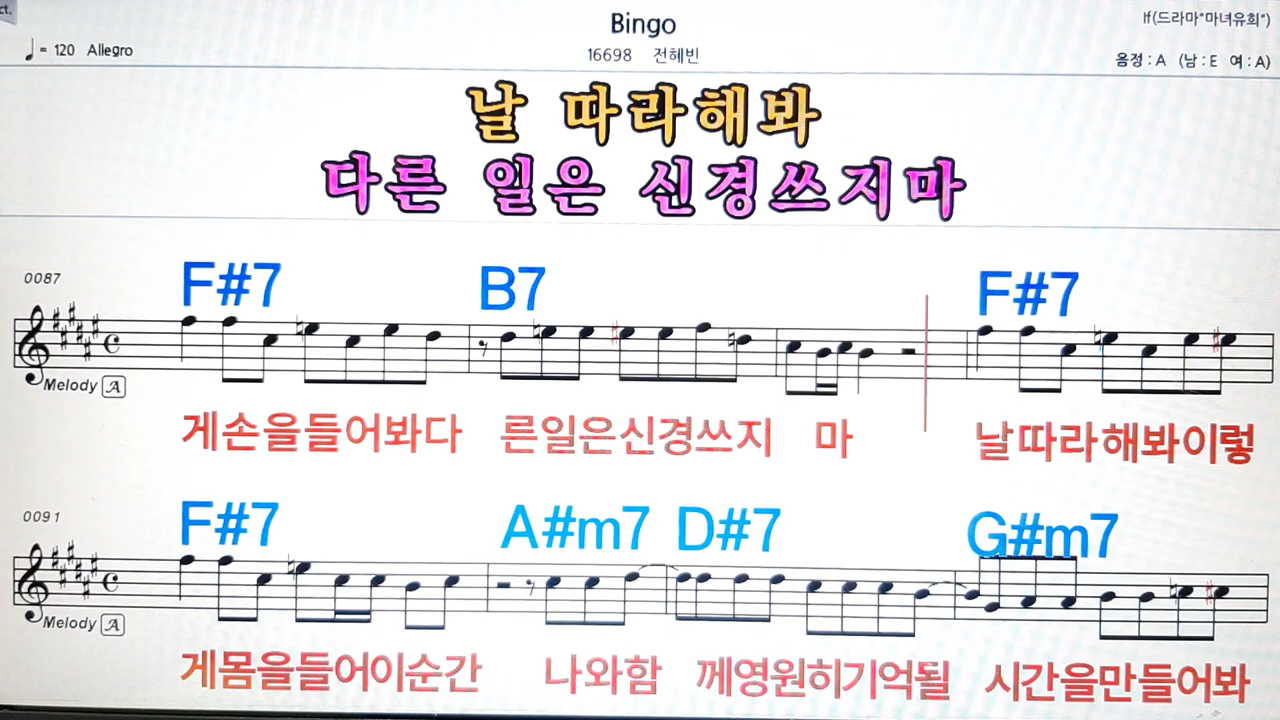 ct.
Bingo
If(드라마"마녀유희")
♩ = 120 Allegro
16698 전혜빈
음정 : A (남 : E 여 : A)
날 따라해봐
다른 일은 신경쓰지마
0087
F#7 B7 F#7
Melody A
게손을들어봐다 른일은신경쓰지 마 날따라해봐이렇
0091
F#7 A#m7 D#7 G#m7
Melody A
게몸을들어이순간 나와함 께영원히기억될 시간을만들어봐